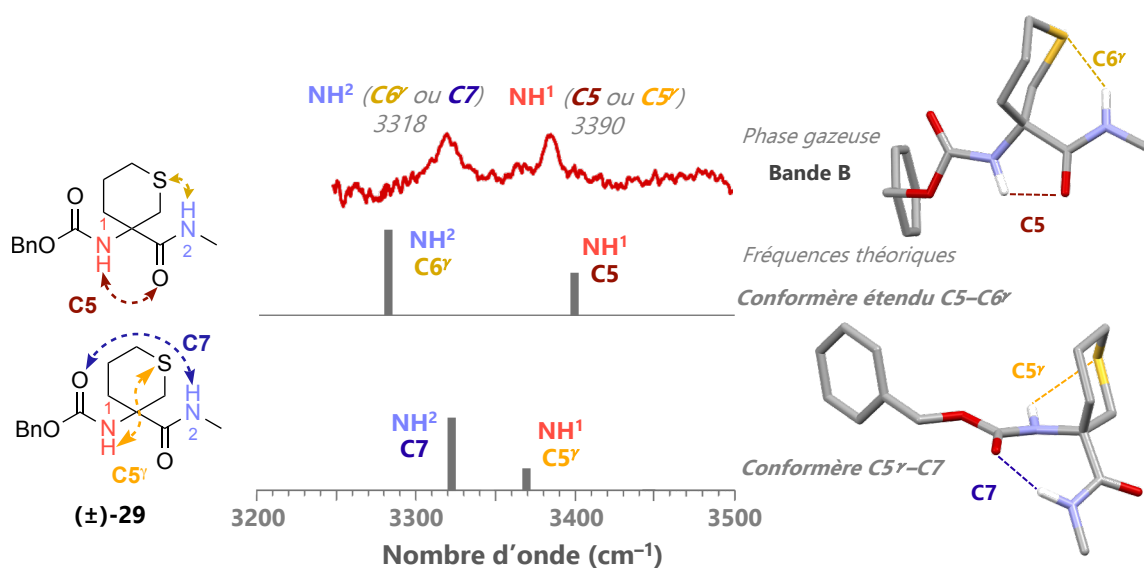 NH² (C6ᵞ ou C7)
3318
NH¹ (C5 ou C5ᵞ)
3390
Phase gazeuse
Bande B
C6ᵞ
C5
S
H
N
2
O
BnO
O
1
N
H
C5
NH²
C6ᵞ
NH¹
C5
Fréquences théoriques
Conformère étendu C5–C6ᵞ
C7
S
H
N
2
O
BnO
O
1
N
H
C5ᵞ
(±)-29
NH²
C7
NH¹
C5ᵞ
Conformère C5ᵞ–C7
C5ᵞ
C7
3200
3300
3400
3500
Nombre d’onde (cm⁻¹)